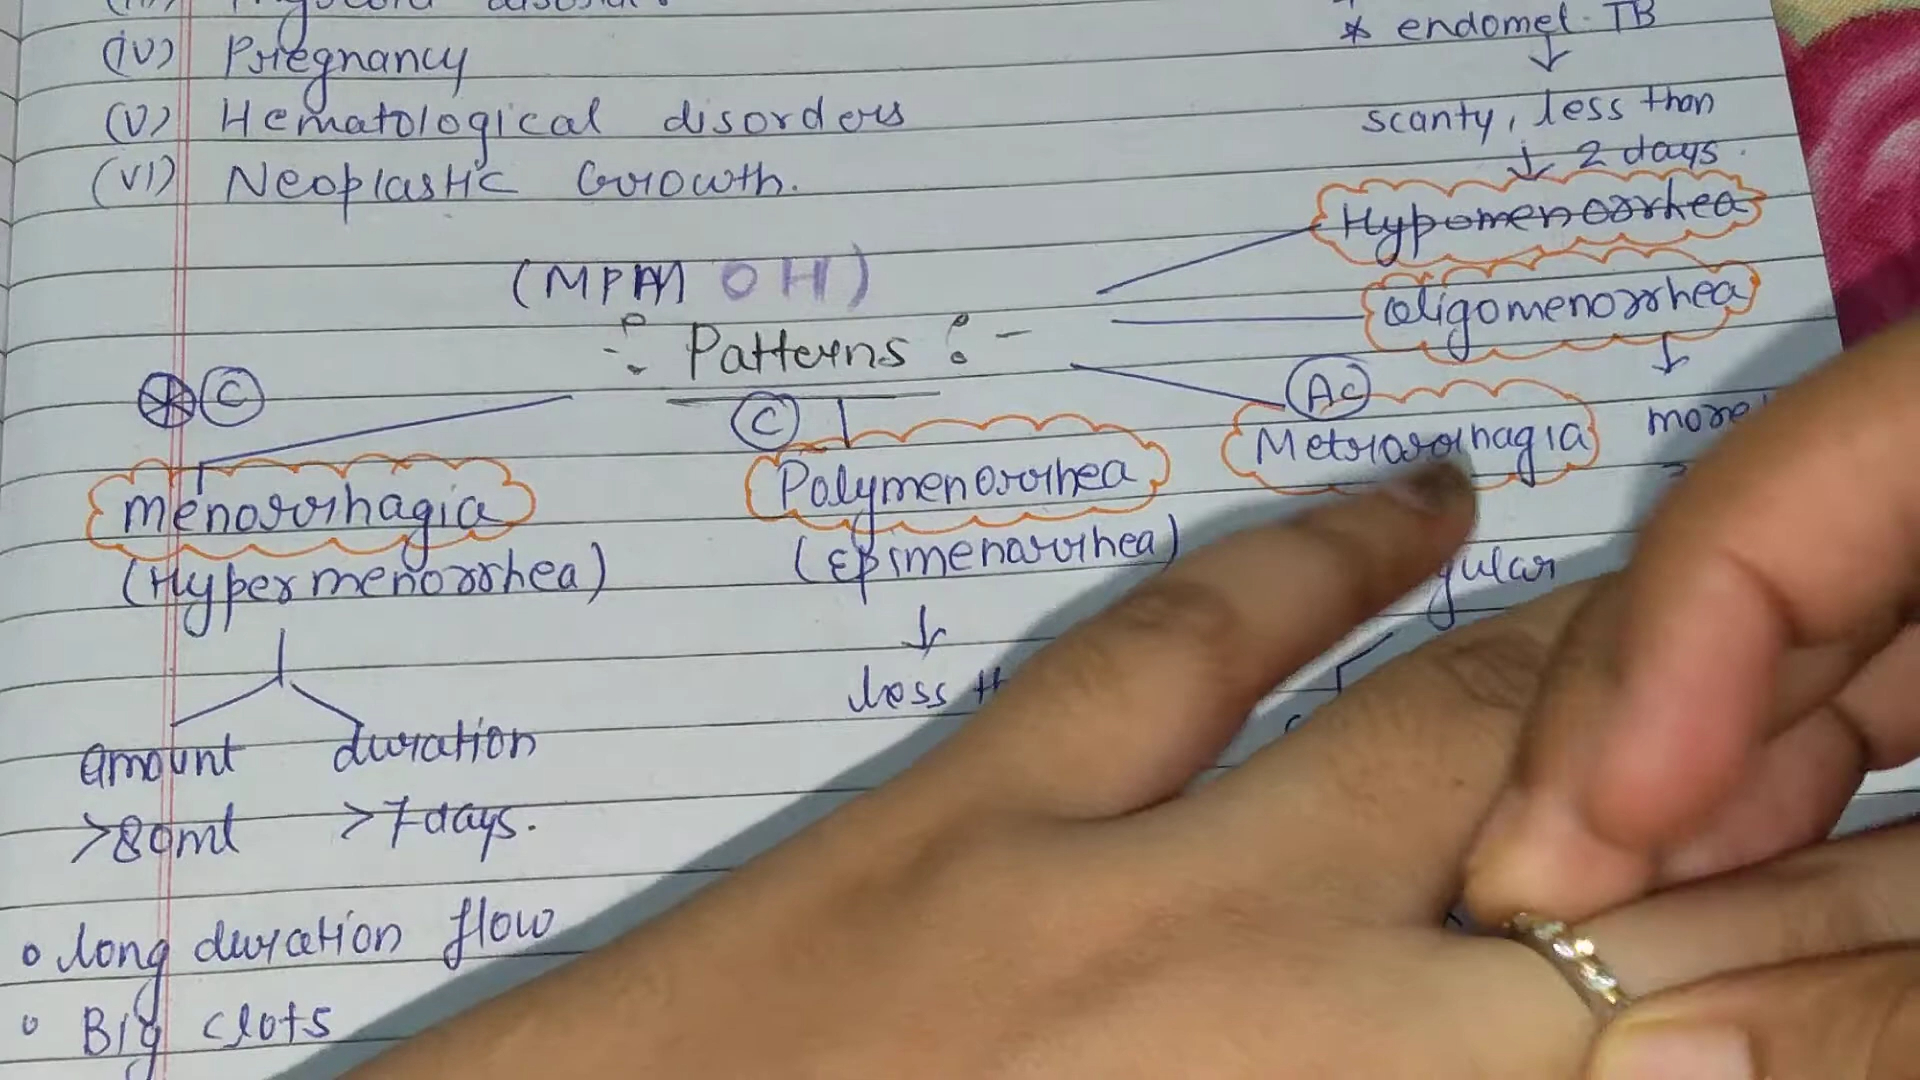 (iv) Pregnancy
(v) Hematological disorders
(vi) Neoplastic Growth.
* endomet. TB
scanty, less than
2 days.
Hypomenorrhea
(MPM OH)
Oligomenorrhea
Patterns :-
C
C
Ac
Metrorrhagia
more
Menorrhagia
Polymenorrhea
(Hypermenorrhea)
(Epimenorrhea)
less
amount duration
>80ml >7days.
long duration flow
Big clots